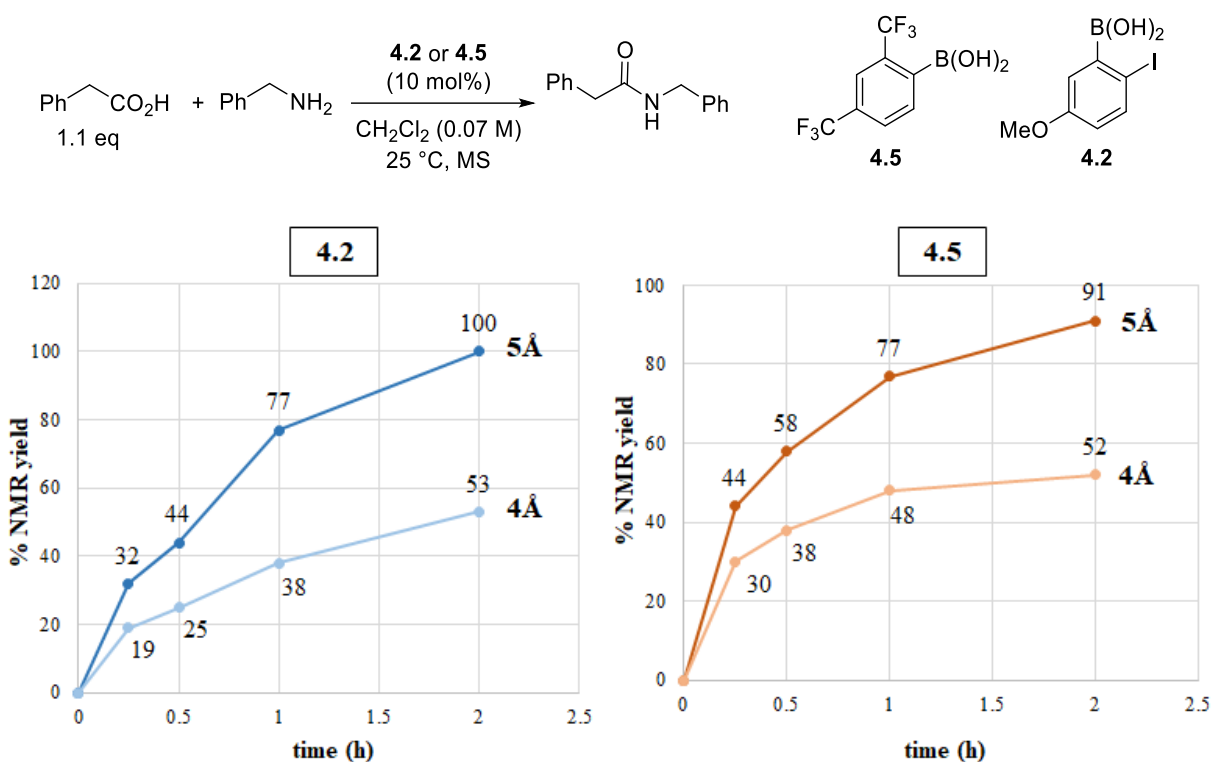 Ph
CO2H
1.1 eq
+
Ph
NH2
4.2 or 4.5
(10 mol%)
CH2Cl2 (0.07 M)
25 °C, MS
Ph
O
N
H
Ph
CF3
B(OH)2
F3C
4.5
B(OH)2
I
MeO
4.2
4.2
% NMR yield
120
100
80
60
40
20
0
0
0.5
1
1.5
2
2.5
time (h)
32
44
77
100
5Å
19
25
38
53
4Å
4.5
% NMR yield
100
80
60
40
20
0
0
0.5
1
1.5
2
2.5
time (h)
44
58
77
91
5Å
30
38
48
52
4Å